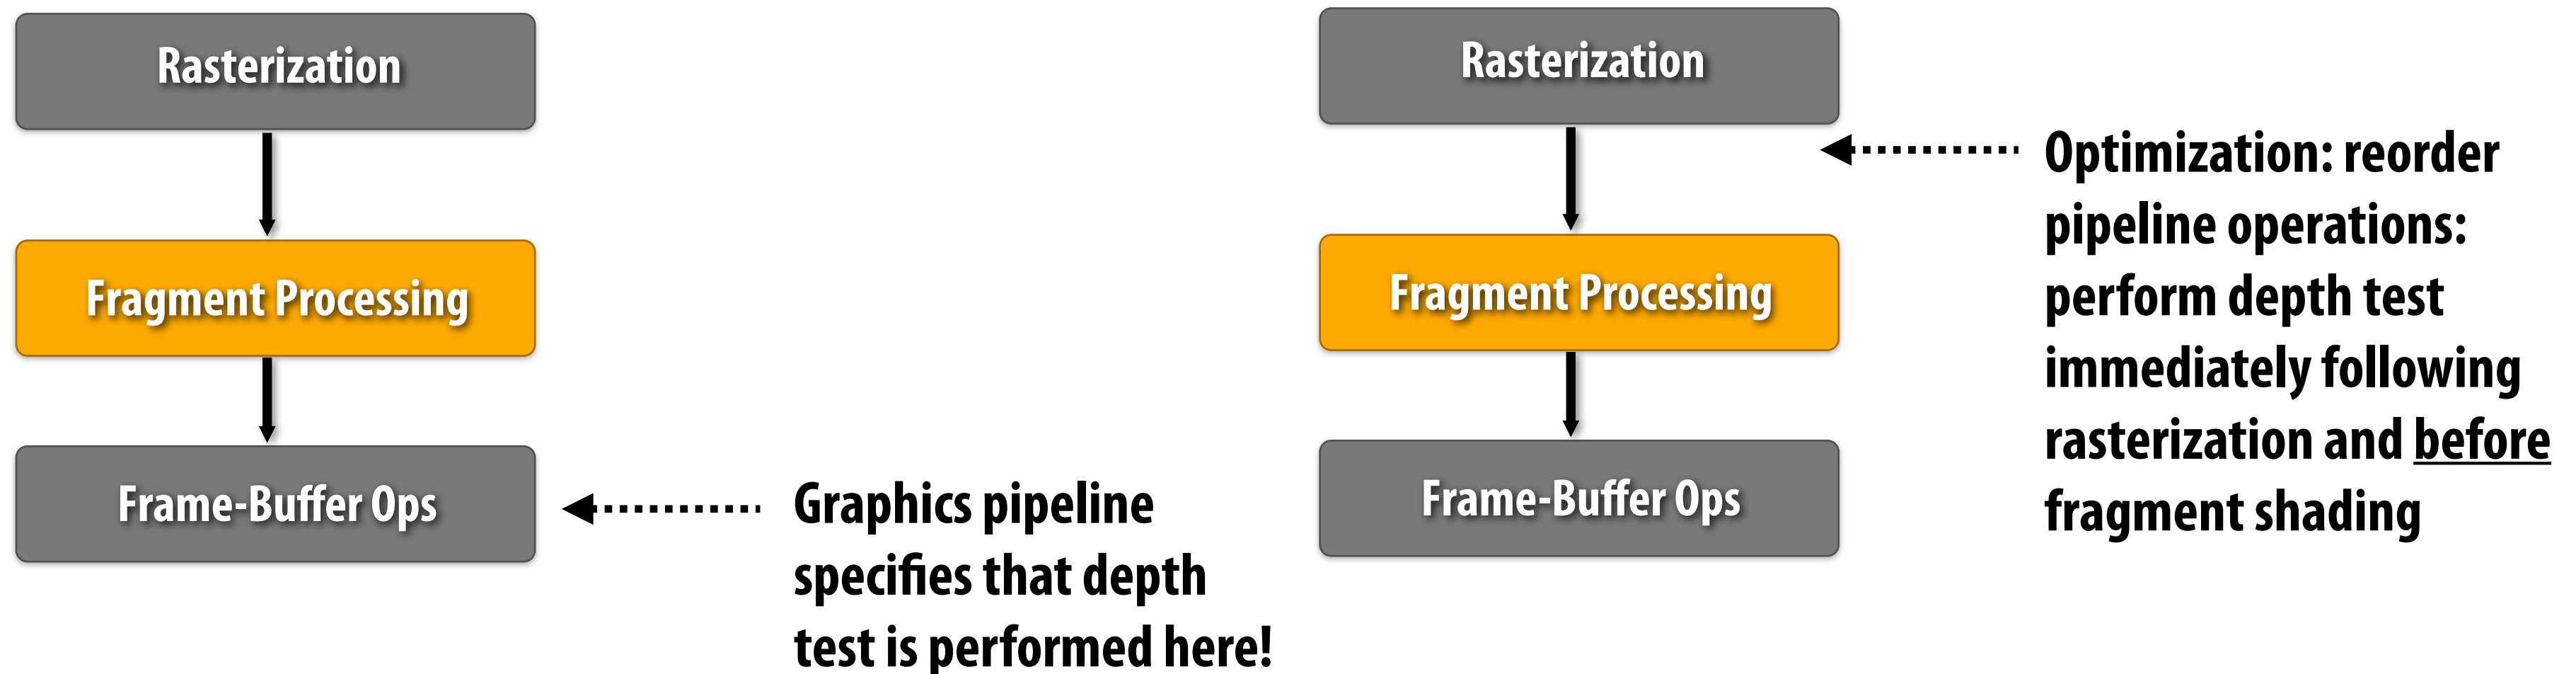 Rasterization
Fragment Processing
Frame-Buffer Ops
Graphics pipeline
specifies that depth
test is performed here!
Rasterization
Fragment Processing
Frame-Buffer Ops
Optimization: reorder
pipeline operations:
perform depth test
immediately following
rasterization and before
fragment shading